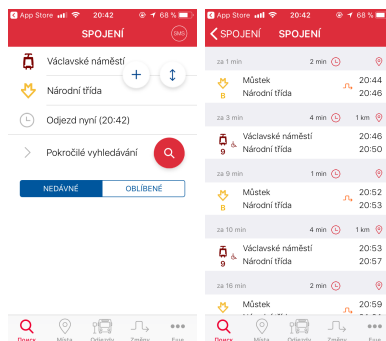 App Store 20:42 68 %
SPOJENÍ SMS
Václavské náměstí
Národní třída
B
Odjezd nyní (20:42)
Pokročilé vyhledávání
NEDÁVNÉ OBLÍBENÉ
Поиск Místa Odjezdy Změny Еще
App Store 20:42 68 %
SPOJENÍ SPOJENÍ
za 1 min 2 min
Můstek 20:44
B Národní třída 20:46
za 3 min 4 min 1 km
Václavské náměstí 20:46
9 Národní třída 20:50
za 9 min 1 min
Můstek 20:52
B Národní třída 20:53
za 10 min 4 min 1 km
Václavské náměstí 20:53
9 Národní třída 20:57
za 16 min 2 min
Můstek 20:59
Поиск Místa Odjezdy Změny Еще